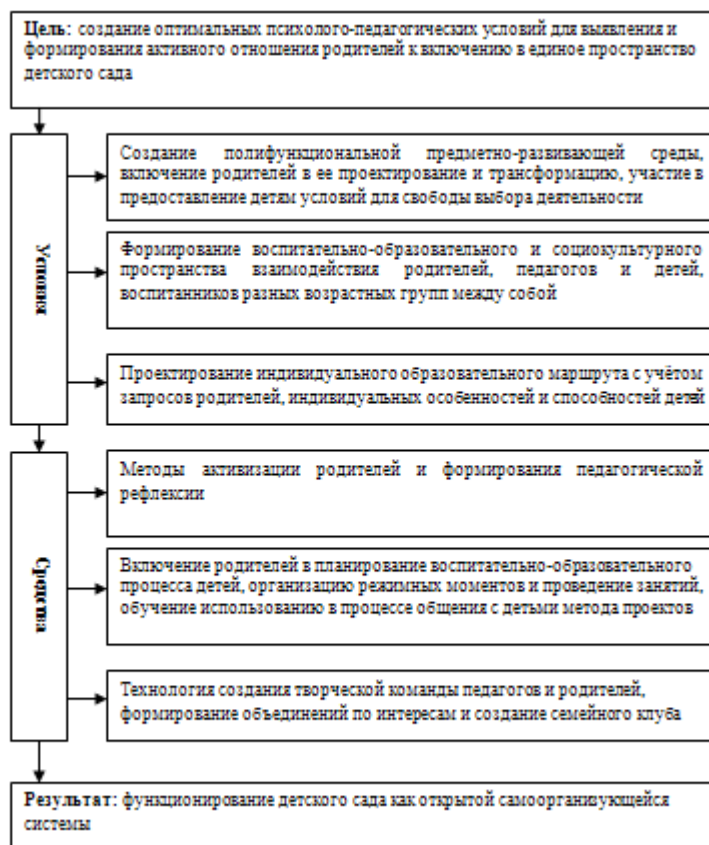 Цель: создание оптимальных психолого-педагогических условий для выявления и
формирования активного отношения родителей к включению в единое пространство
детского сада
Условия
Создание полифункциональной предметно-развивающей среды,
включение родителей в ее проектирование и трансформацию, участие в
предоставление детям условий для свободы выбора деятельности
Формирование воспитательно-образовательного и социокультурного
пространства взаимодействия родителей, педагогов и детей,
воспитанников разных возрастных групп между собой
Проектирование индивидуального образовательного маршрута с учётом
запросов родителей, индивидуальных особенностей и способностей детей
Средства
Методы активизации родителей и формирования педагогической
рефлексии
Включение родителей в планирование воспитательно-образовательного
процесса детей, организацию режимных моментов и проведение занятий,
обучение использованию в процессе общения с детьми метода проектов
Технология создания творческой команды педагогов и родителей,
формирование объединений по интересам и создание семейного клуба
Результат: функционирование детского сада как открытой самоорганизующейся
системы